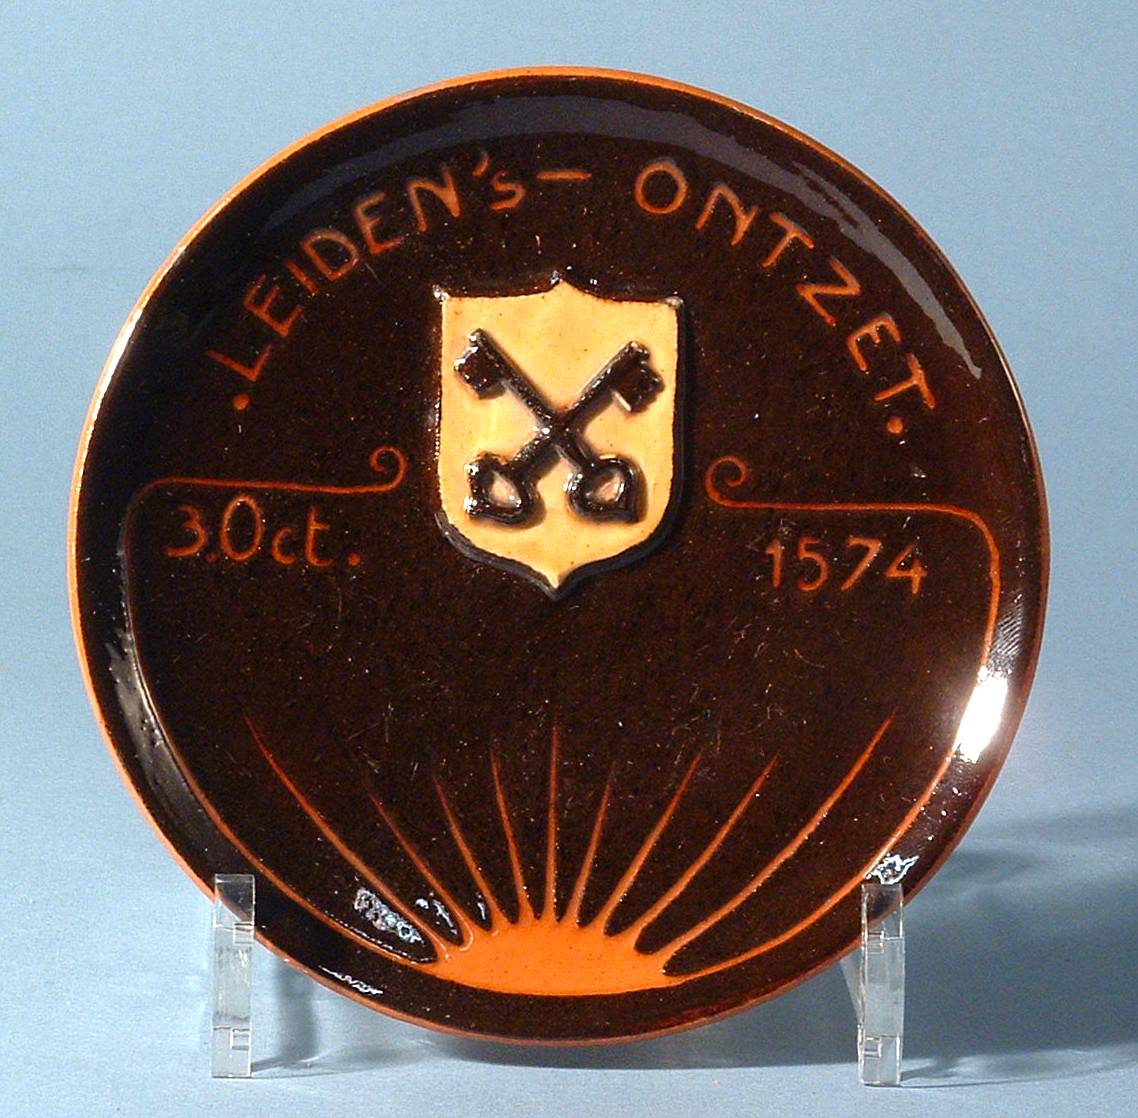 .LEIDEN's – ONTZET.
3.Oct.
1574